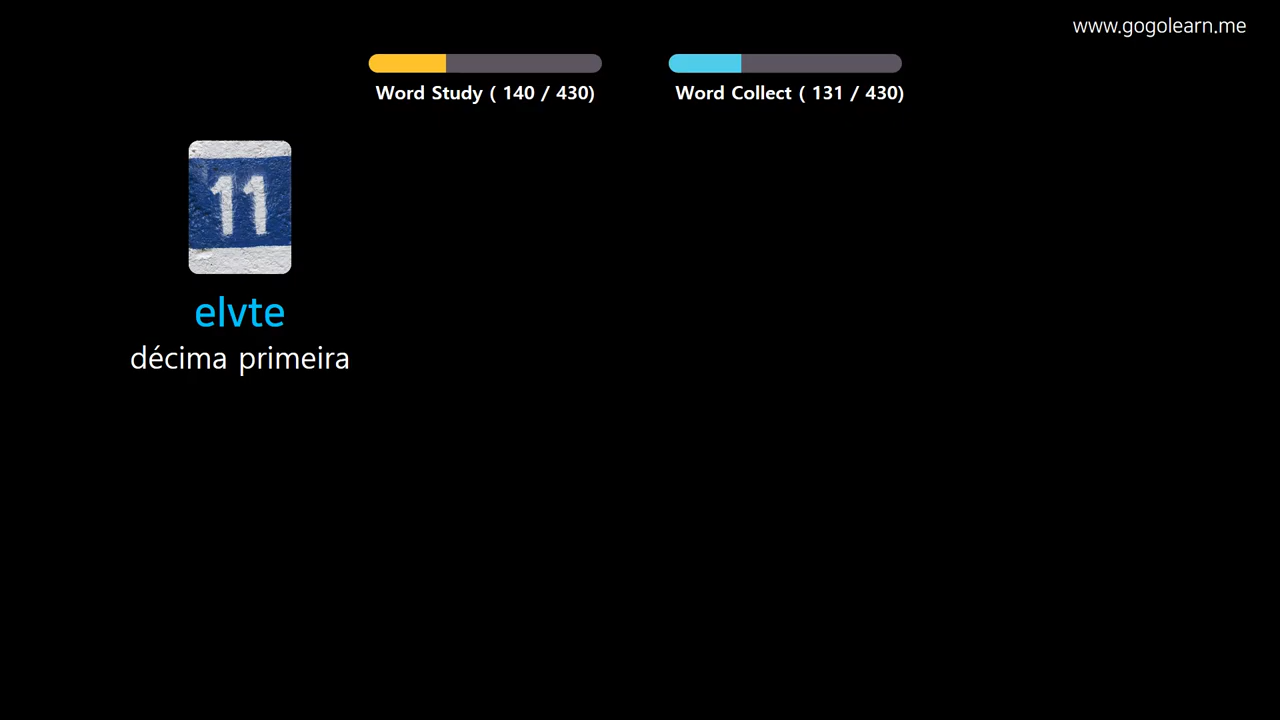 www.gogolearn.me
Word Study ( 140 / 430)
Word Collect ( 131 / 430)
11
elvte
décima primeira